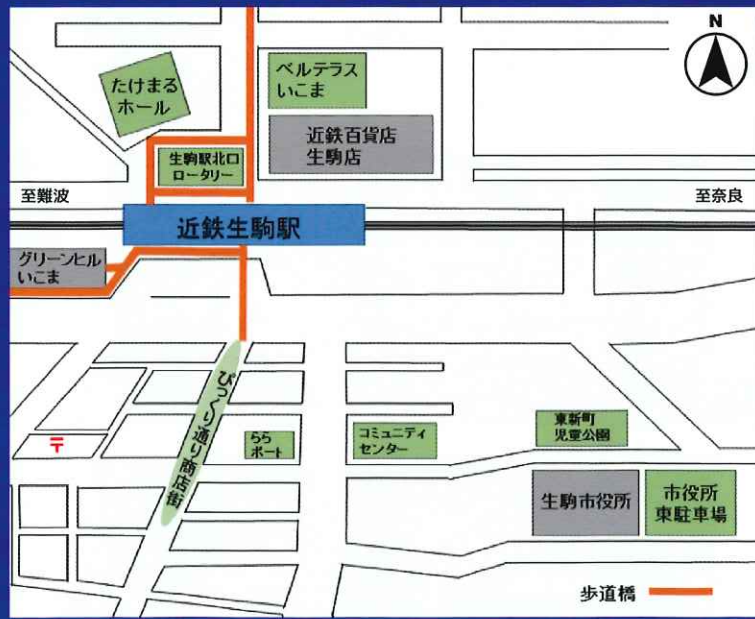 N
たけまる
ホール
ベルテラス
いこま
近鉄百貨店
生駒店
生駒駅北口
ロータリー
至難波
至奈良
近鉄生駒駅
グリーンヒル
いこま
ぴっくり通り商店街
〒
らら
ポート
コミュニティ
センター
東新町
児童公園
生駒市役所
市役所
東駐車場
歩道橋